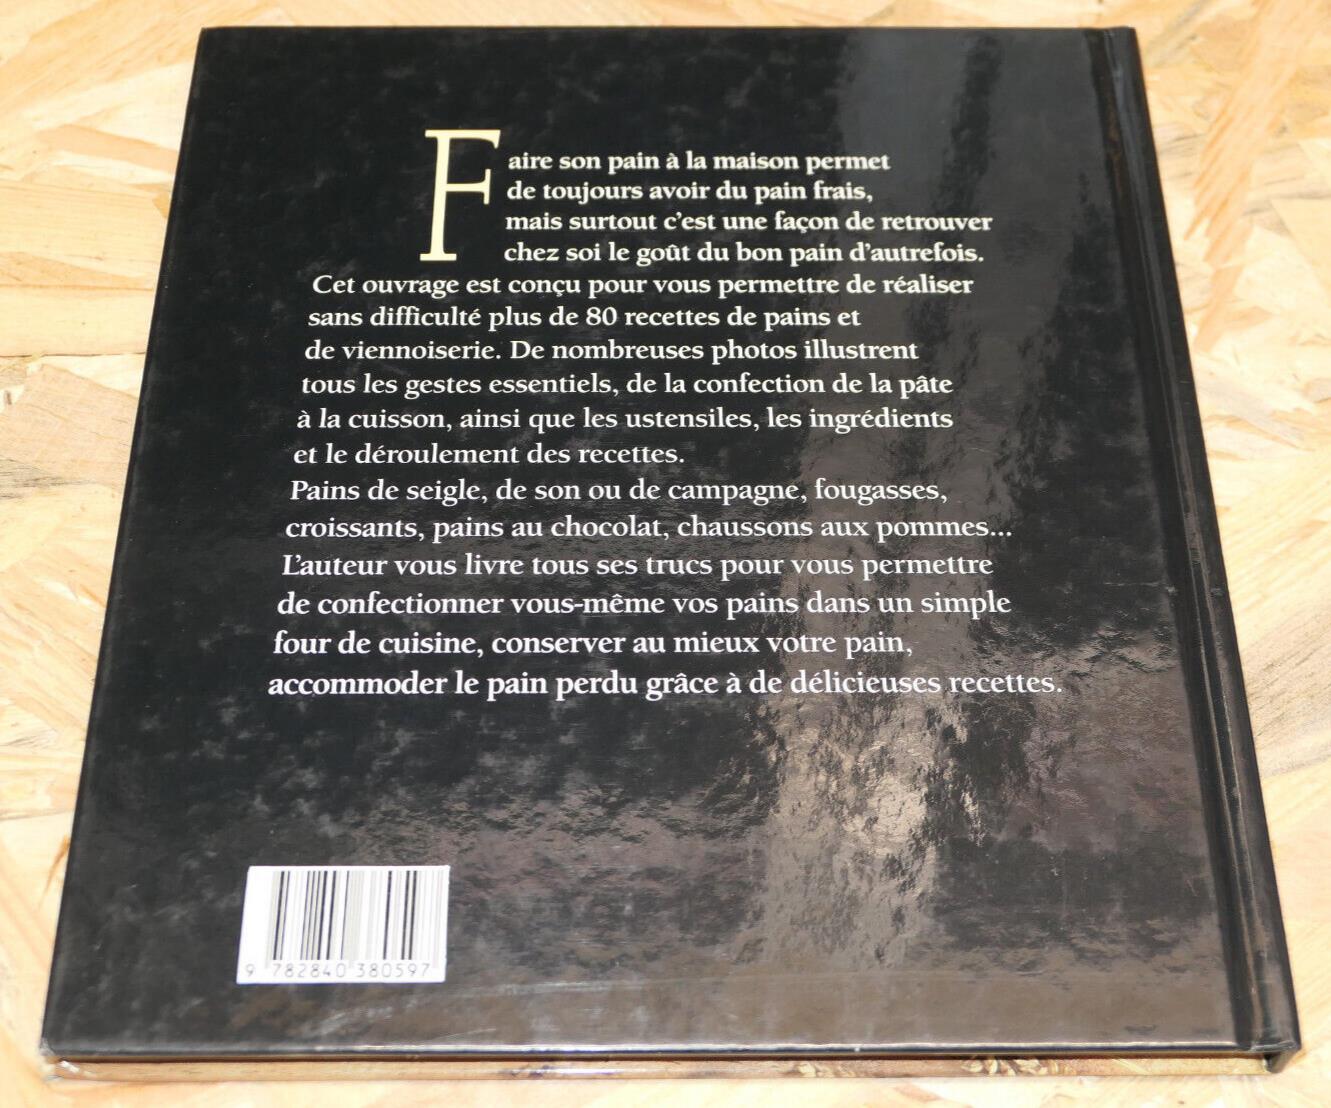 Faire son pain à la maison permet
de toujours avoir du pain frais,
mais surtout c'est une façon de retrouver
chez soi le goût du bon pain d'autrefois.
Cet ouvrage est conçu pour vous permettre de réaliser
sans difficulté plus de 80 recettes de pains et
de viennoiserie. De nombreuses photos illustrent
tous les gestes essentiels, de la confection de la pâte
à la cuisson, ainsi que les ustensiles, les ingrédients
et le déroulement des recettes.
Pains de seigle, de son ou de campagne, fougasses,
croissants, pains au chocolat, chaussons aux pommes...
L'auteur vous livre tous ses trucs pour vous permettre
de confectionner vous-même vos pains dans un simple
four de cuisine, conserver au mieux votre pain,
accommoder le pain perdu grâce à de délicieuses recettes.
9 782840 380597